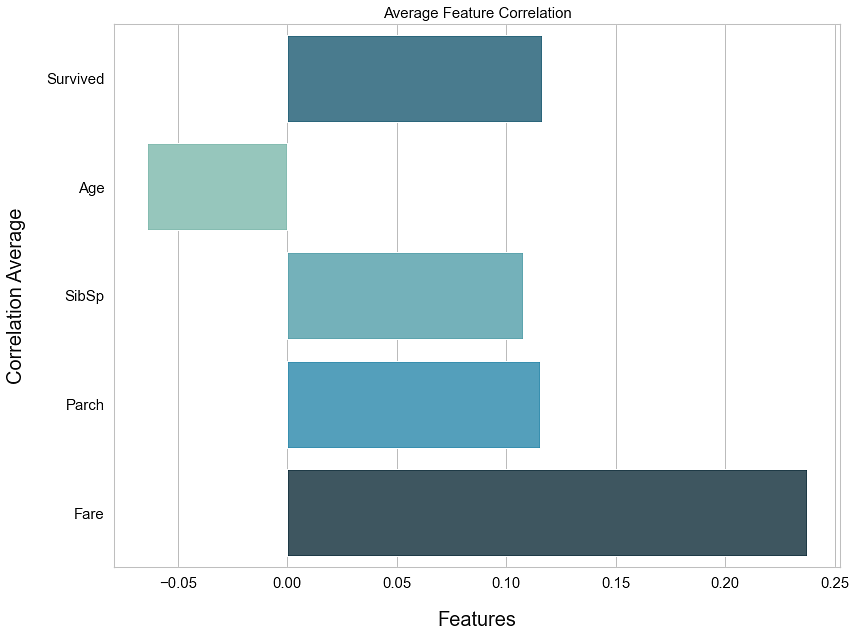 Average Feature Correlation
Survived
Age
SibSp
Parch
Fare
Correlation Average
−0.05 0.00 0.05 0.10 0.15 0.20 0.25
Features